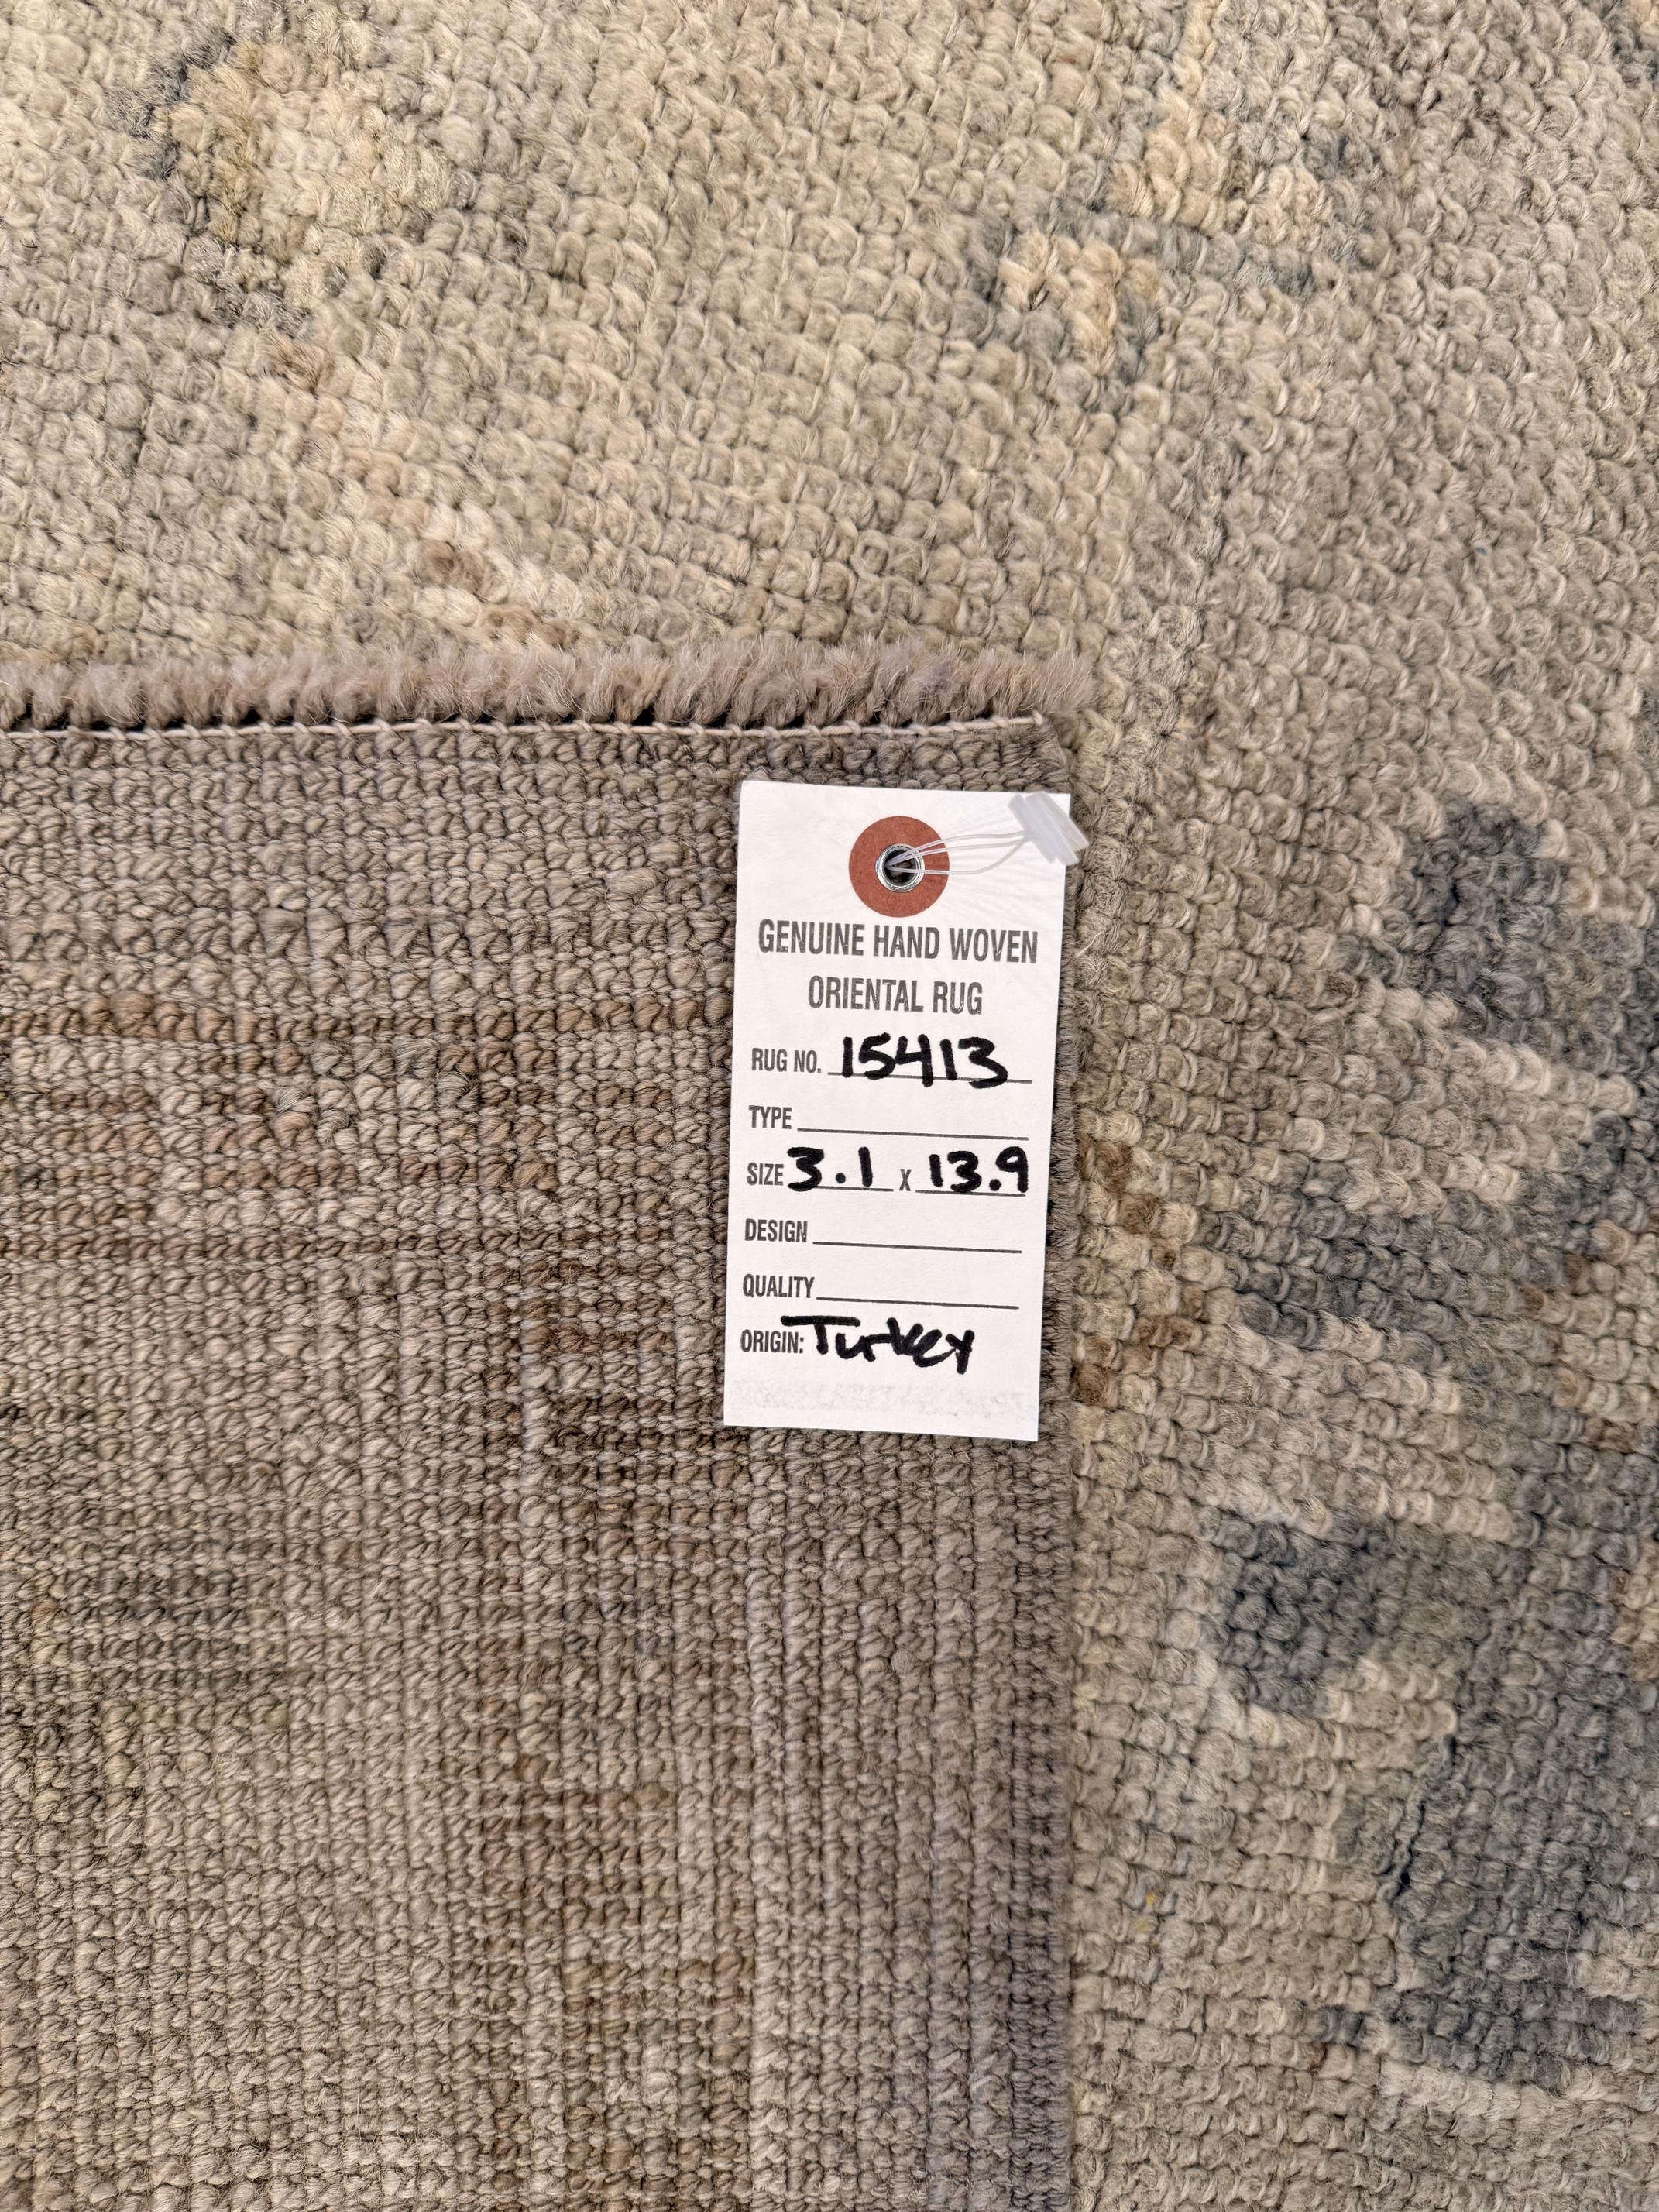 GENUINE HAND WOVEN
ORIENTAL RUG
RUG NO. 15413
TYPE
SIZE 3.1 X 13.9
DESIGN
QUALITY
ORIGIN: Turkey